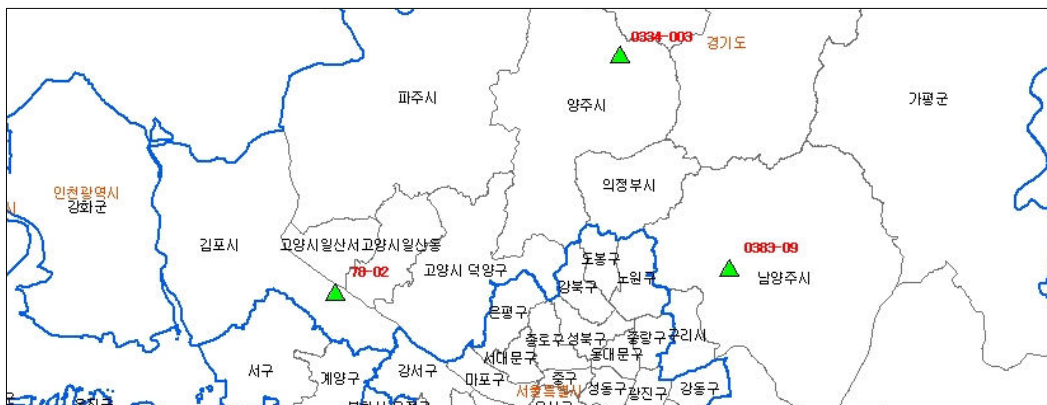 0334-003
경기도
파주시
양주시
가평군
의정부시
인천광역시
강화군
시
김포시
고양시일산서
고양시일산동
고양시 덕양구
78-02
0383-09
남양주시
도봉구
노원구
강북구
은평구
종로구
성북구
중랑구
구리시
서대문구
동대문구
서구
계양구
강서구
마포구
중구
성동구
광진구
강동구
서울특별시